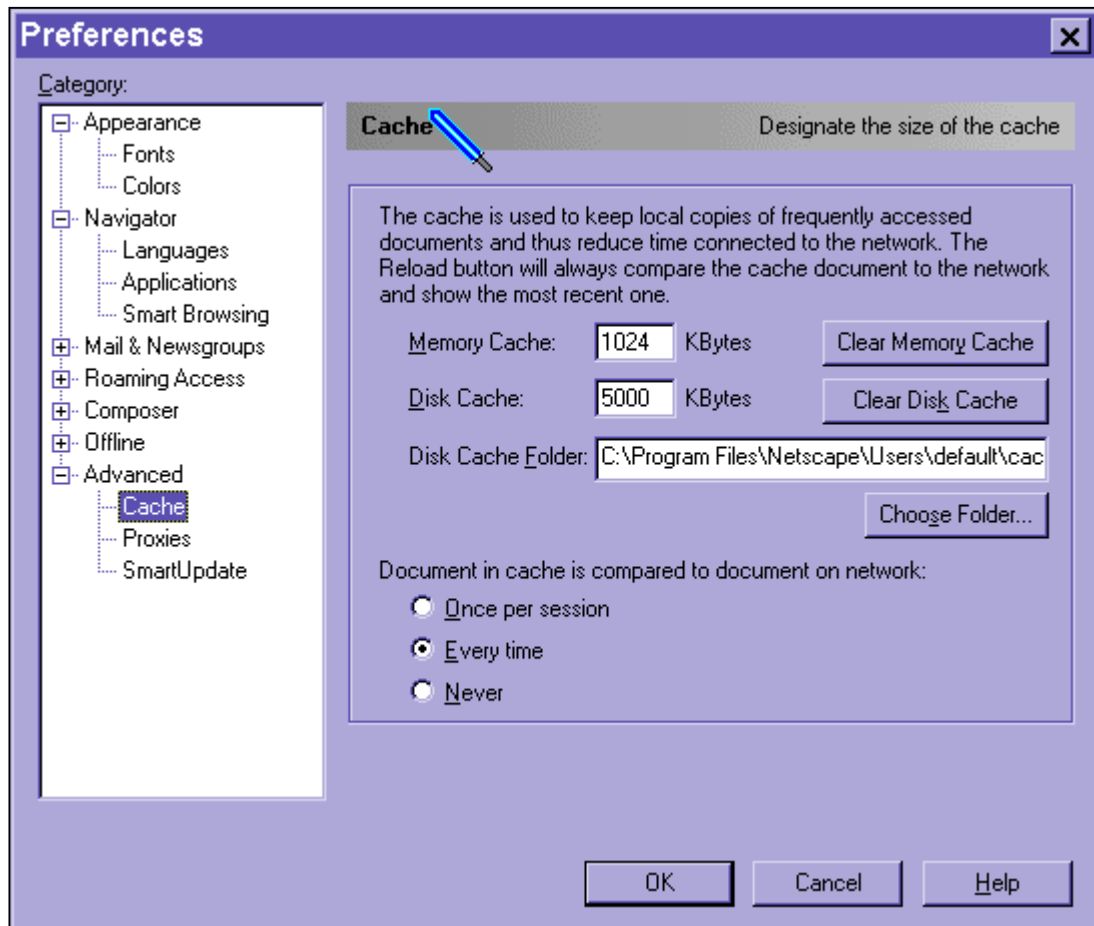 Preferences
Category:
Appearance
Fonts
Colors
Navigator
Languages
Applications
Smart Browsing
Mail & Newsgroups
Roaming Access
Composer
Offline
Advanced
Cache
Proxies
SmartUpdate
Cache Designate the size of the cache
The cache is used to keep local copies of frequently accessed
documents and thus reduce time connected to the network. The
Reload button will always compare the cache document to the network
and show the most recent one.
Memory Cache: 1024 KBytes Clear Memory Cache
Disk Cache: 5000 KBytes Clear Disk Cache
Disk Cache Folder: C:\Program Files\Netscape\Users\default\cac
Choose Folder...
Document in cache is compared to document on network:
Once per session
Every time
Never
OK Cancel Help